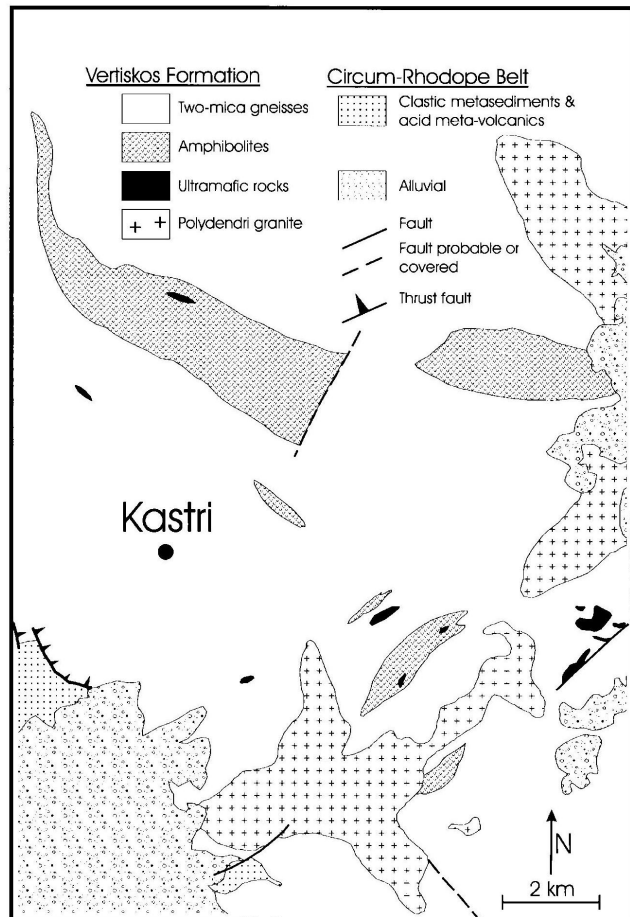 Vertiskos Formation
Two-mica gneisses
Amphibolites
Ultramafic rocks
Polydendri granite
Circum-Rhodope Belt
Clastic metasediments &
acid meta-volcanics
Alluvial
Fault
Fault probable or
covered
Thrust fault
Kastri
N
2 km